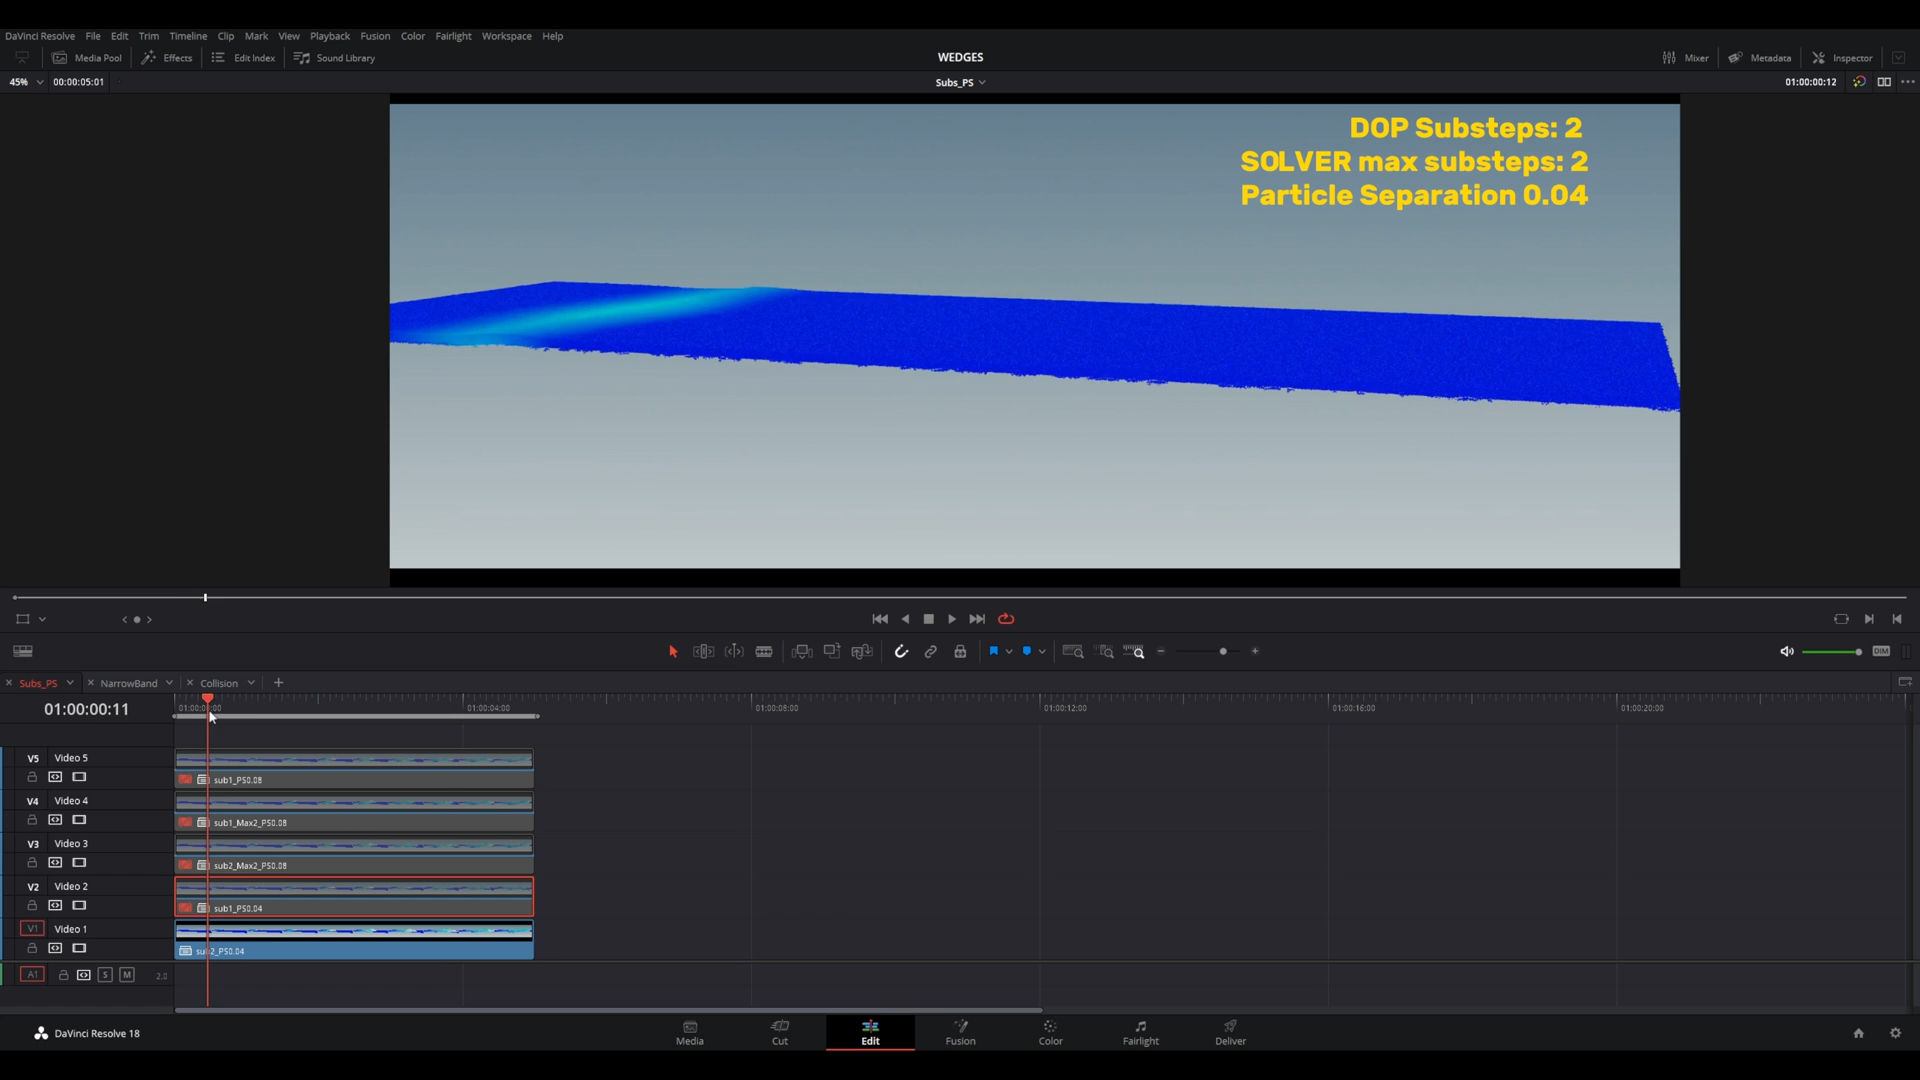 DaVinci Resolve File Edit Trim Timeline Clip Mark View Playback Fusion Color Fairlight Workspace Help
Media Pool Effects Edit Index Sound Library WEDGES Mixer Metadata Inspector
45% 00:00:05:01 Subs_PS 01:00:00:12
DOP Substeps: 2
SOLVER max substeps: 2
Particle Separation 0.04
DIM
Subs_PS NarrowBand Collision
01:00:00:11 01:00:04:00 01:00:08:00 01:00:12:00 01:00:16:00 01:00:20:00
V5 Video 5
sub1_PS0.08
V4 Video 4
sub1_Max2_PS0.08
V3 Video 3
sub2_Max2_PS0.08
V2 Video 2
sub1_PS0.04
V1 Video 1
sub2_PS0.04
A1 S M 2.0
DaVinci Resolve 18 Media Cut Edit Fusion Color Fairlight Deliver